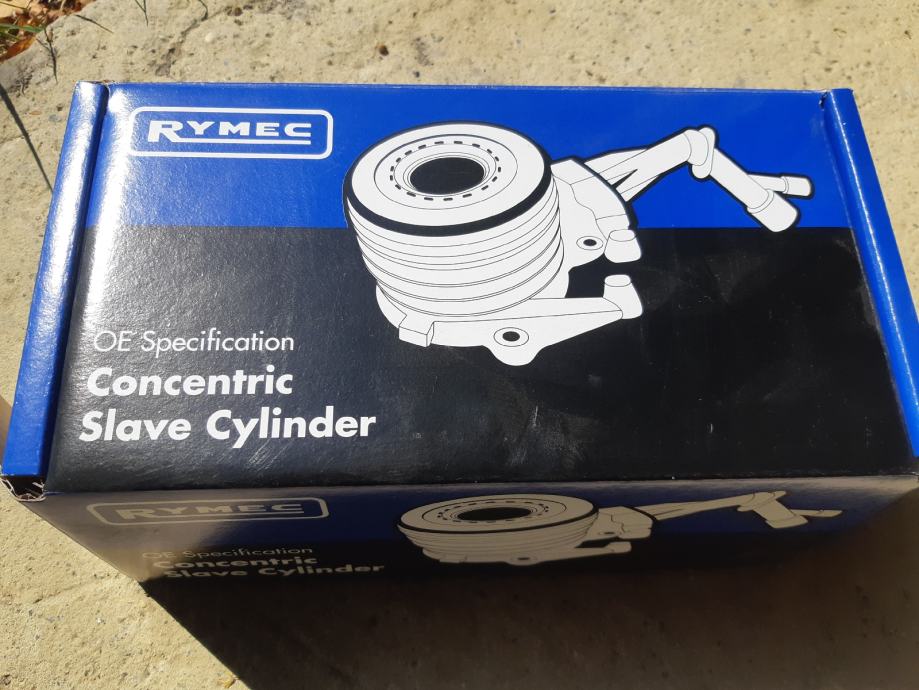 RYMEC
OE Specification
Concentric
Slave Cylinder
RYMEC
OE Specification
Concentric
Slave Cylinder